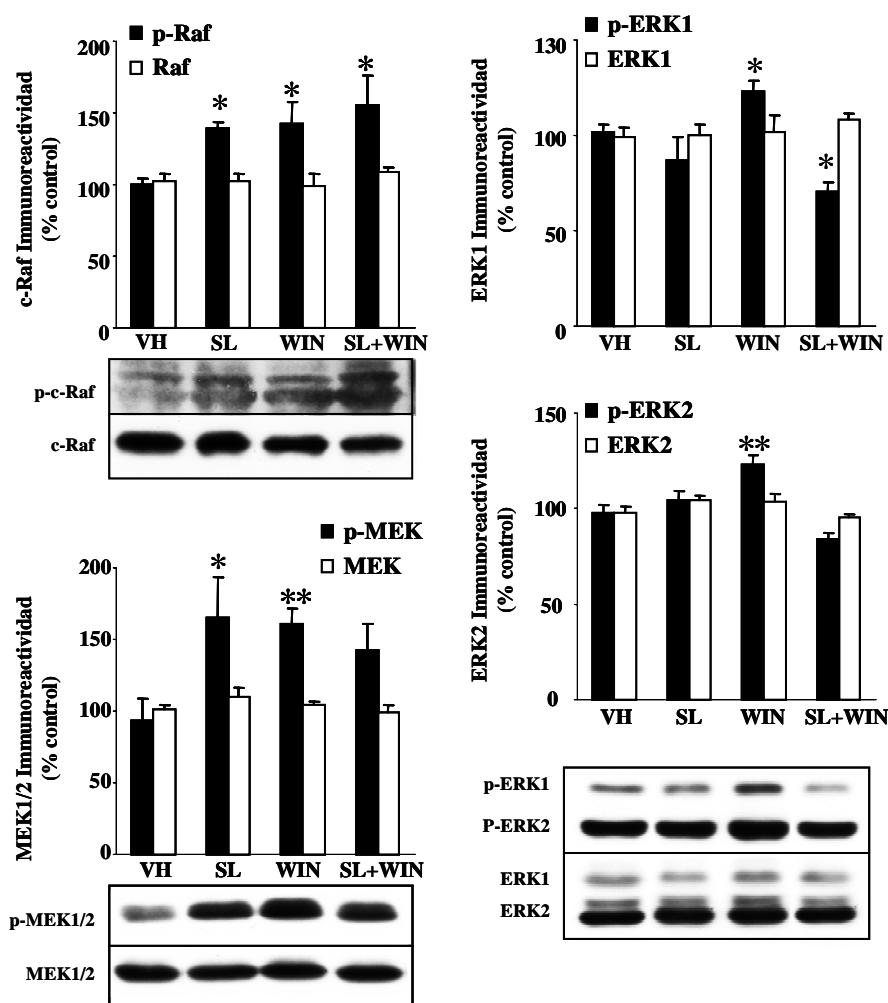 p-Raf
Raf
c-Raf Immunoreactividad
(% control)
200
150
100
50
0
VH SL WIN SL+WIN
* * *
p-c-Raf
c-Raf
p-MEK
MEK
MEK1/2 Immunoreactividad
(% control)
200
150
100
50
0
* **
VH SL WIN SL+WIN
p-MEK1/2
MEK1/2
p-ERK1
ERK1
ERK1 Immunoreactividad
(% control)
130
100
50
0
* *
VH SL WIN SL+WIN
p-ERK2
ERK2
ERK2 Immunoreactividad
(% control)
150
100
50
0
**
VH SL WIN SL+WIN
p-ERK1
P-ERK2
ERK1
ERK2